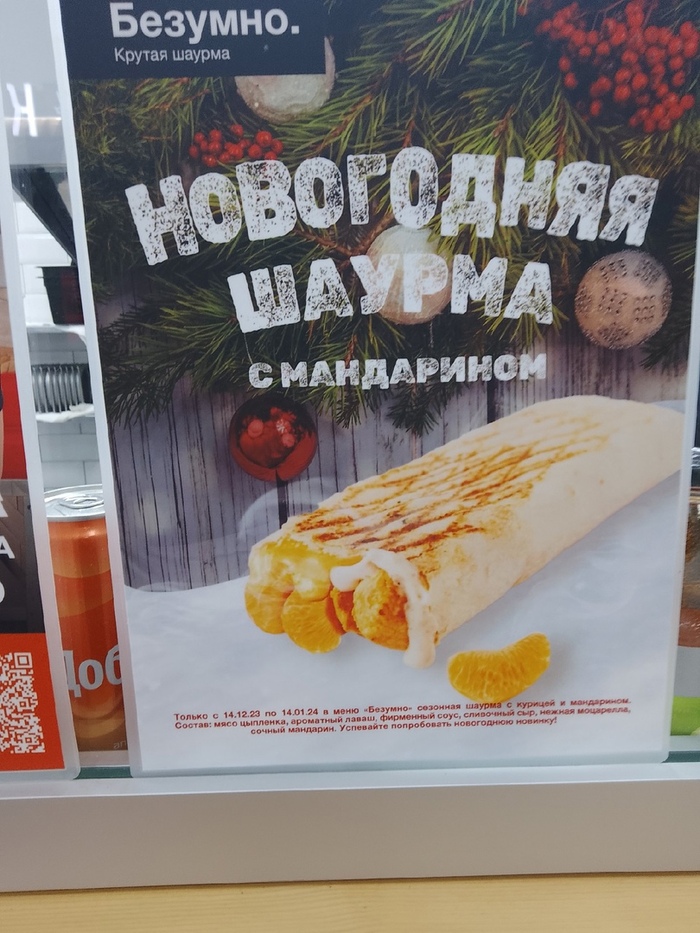 Безумно.
Крутая шаурма
НОВОГОДНЯЯ
ШАУРМА
С МАНДАРИНОМ
Только с 14.12.23 по 14.01.24 в меню «Безумно» сезонная шаурма с курицей и мандарином.
Состав: мясо цыпленка, ароматный лаваш, фирменный соус, сливочный сыр, нежная моцарелла,
сочный мандарин. Успевайте попробовать новогоднюю новинку!
Доб